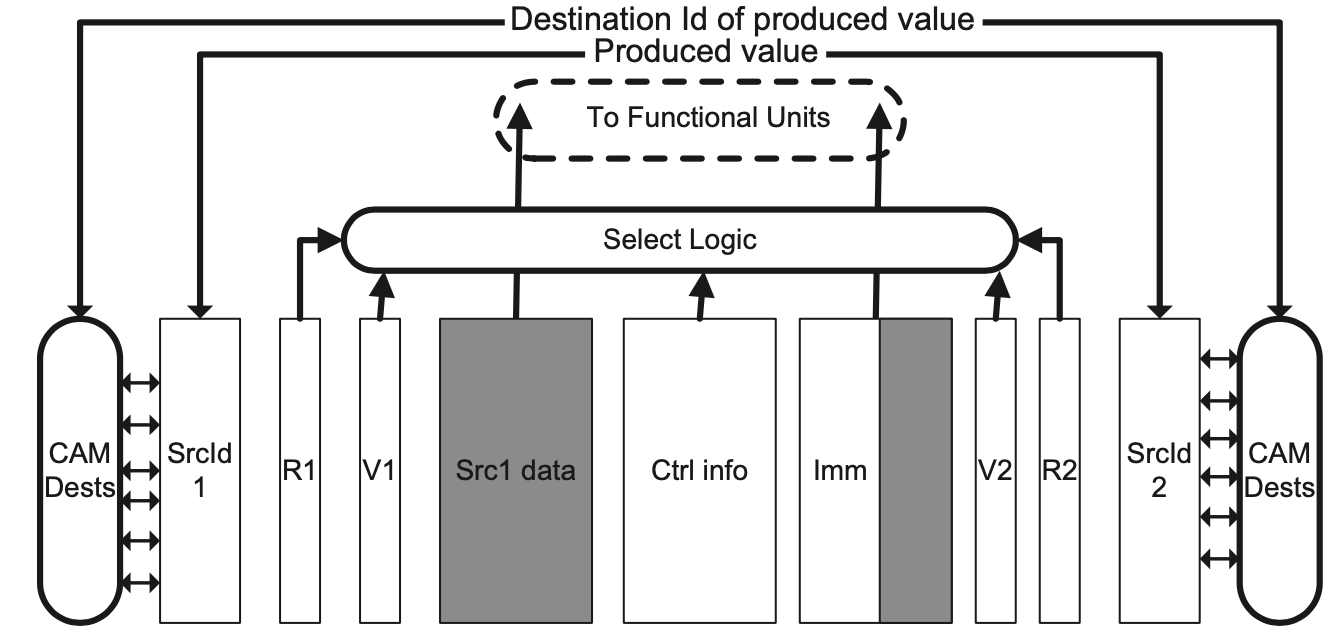 Destination Id of produced value
Produced value
To Functional Units
Select Logic
CAM
Dests
SrcId
1
R1
V1
Src1 data
Ctrl info
Imm
V2
R2
SrcId
2
CAM
Dests